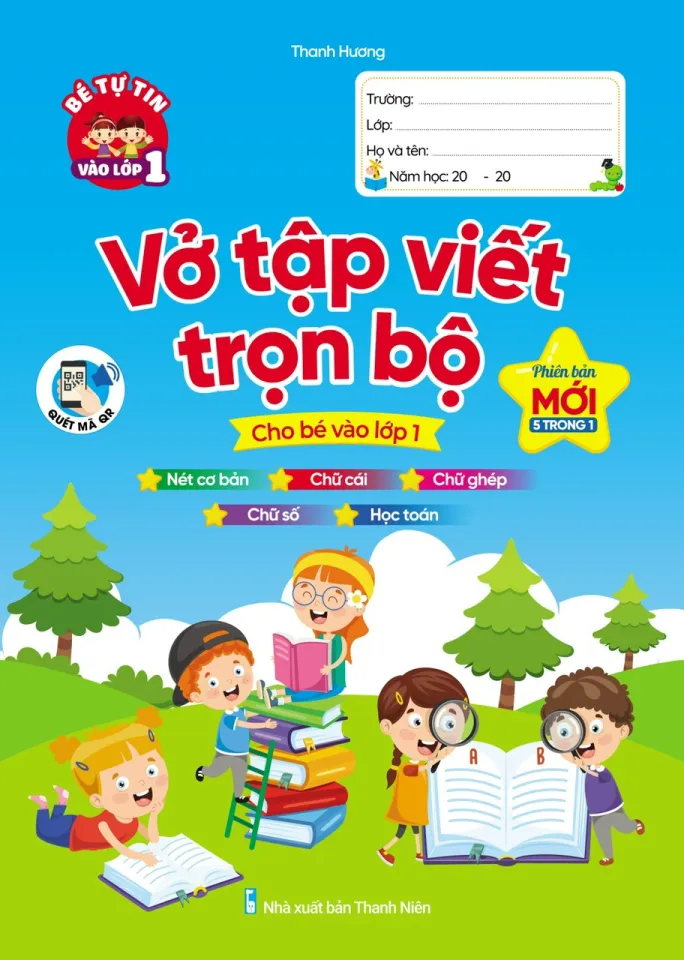 Thanh Hương
BÉ TỰ TIN
VÀO LỚP 1
Trường:
Lớp:
Họ và tên:
Năm học: 20 - 20
Vở tập viết
trọn bộ
QUÉT MÃ QR
Phiên bản
MỚI
5 TRONG 1
Cho bé vào lớp 1
Nét cơ bản Chữ cái Chữ ghép
Chữ số Học toán
A B
Nhà xuất bản Thanh Niên